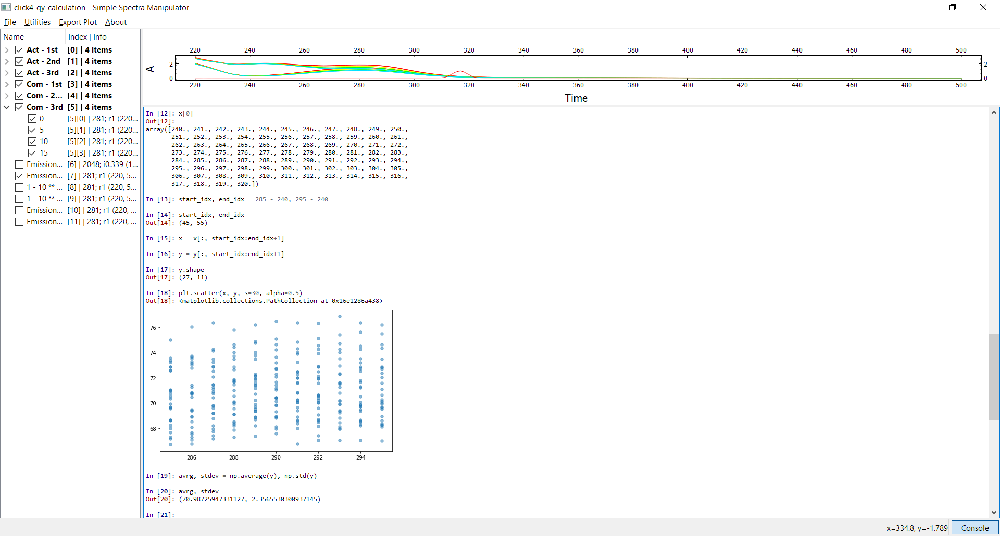 click4-qy-calculation - Simple Spectra Manipulator
File Utilities Export Plot About
Name Index | Info
Act - 1st [0] | 4 items
Act - 2nd [1] | 4 items
Act - 3rd [2] | 4 items
Com - 1st [3] | 4 items
Com - 2... [4] | 4 items
Com - 3rd [5] | 4 items
0 [5][0] | 281; r1 (220...
5 [5][1] | 281; r1 (220...
10 [5][2] | 281; r1 (220...
15 [5][3] | 281; r1 (220...
Emission... [6] | 2048; i0.339 (1...
Emission... [7] | 281; r1 (220, 5...
1 - 10 ** ... [8] | 281; r1 (220, 5...
1 - 10 ** ... [9] | 281; r1 (220, 5...
Emission... [10] | 281; r1 (220, ...
Emission... [11] | 281; r1 (220, ...
220 240 260 280 300 320 340 360 380 400 420 440 460 480 500
A
2 2
0 0
220 240 260 280 300 320 340 360 380 400 420 440 460 480 500
Time
In [12]: x[0]
Out[12]:
array([240., 241., 242., 243., 244., 245., 246., 247., 248., 249., 250.,
251., 252., 253., 254., 255., 256., 257., 258., 259., 260., 261.,
262., 263., 264., 265., 266., 267., 268., 269., 270., 271., 272.,
273., 274., 275., 276., 277., 278., 279., 280., 281., 282., 283.,
284., 285., 286., 287., 288., 289., 290., 291., 292., 293., 294.,
295., 296., 297., 298., 299., 300., 301., 302., 303., 304., 305.,
306., 307., 308., 309., 310., 311., 312., 313., 314., 315., 316.,
317., 318., 319., 320.])
In [13]: start_idx, end_idx = 285 - 240, 295 - 240
In [14]: start_idx, end_idx
Out[14]: (45, 55)
In [15]: x = x[:, start_idx:end_idx+1]
In [16]: y = y[:, start_idx:end_idx+1]
In [17]: y.shape
Out[17]: (27, 11)
In [18]: plt.scatter(x, y, s=30, alpha=0.5)
Out[18]: <matplotlib.collections.PathCollection at 0x16e1286a438>
76
74
72
70
68
286 288 290 292 294
In [19]: avrg, stdev = np.average(y), np.std(y)
In [20]: avrg, stdev
Out[20]: (70.98725947331127, 2.3565530300937145)
In [21]:
x=334.8, y=-1.789 Console